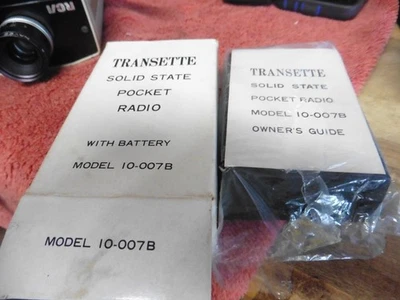 RCA
TRANSETTE
SOLID STATE
POCKET
RADIO
WITH BATTERY
MODEL 10-007B
MODEL 10-007B
TRANSETTE
SOLID STATE
POCKET RADIO
MODEL 10-007B
OWNER'S GUIDE